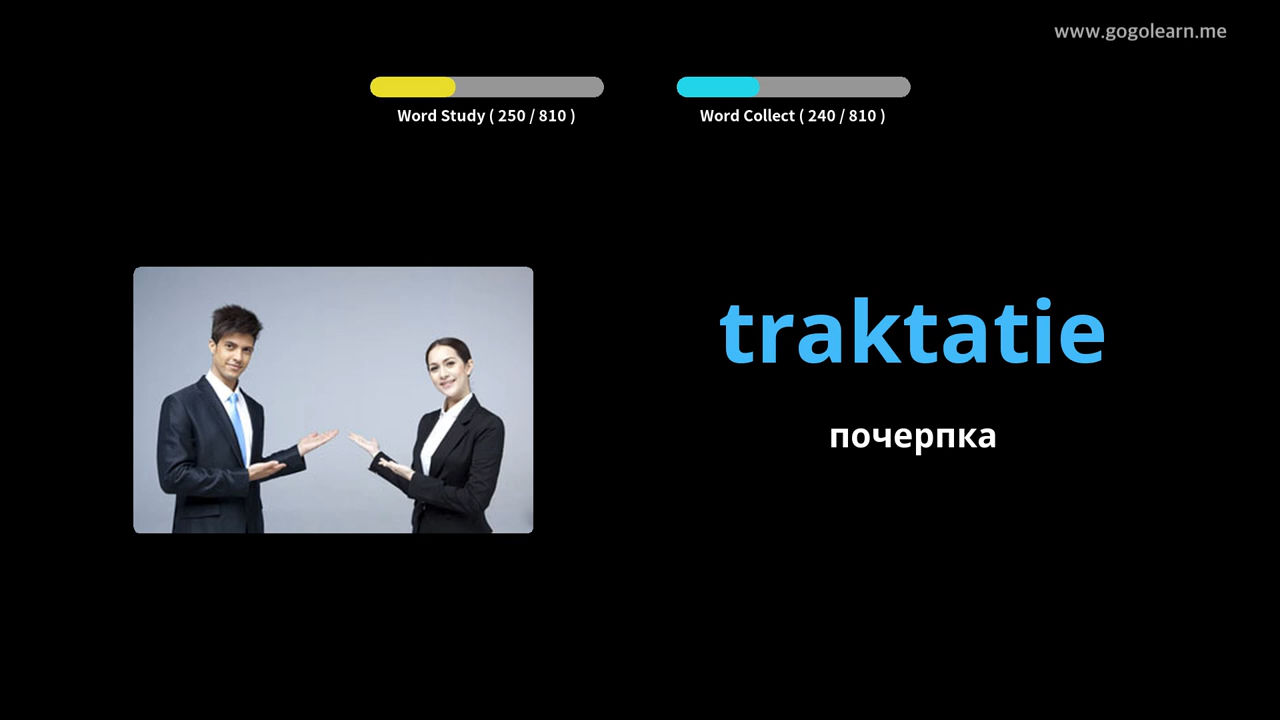 www.gogolearn.me
Word Study ( 250 / 810 )
Word Collect ( 240 / 810 )
traktatie
почерпка